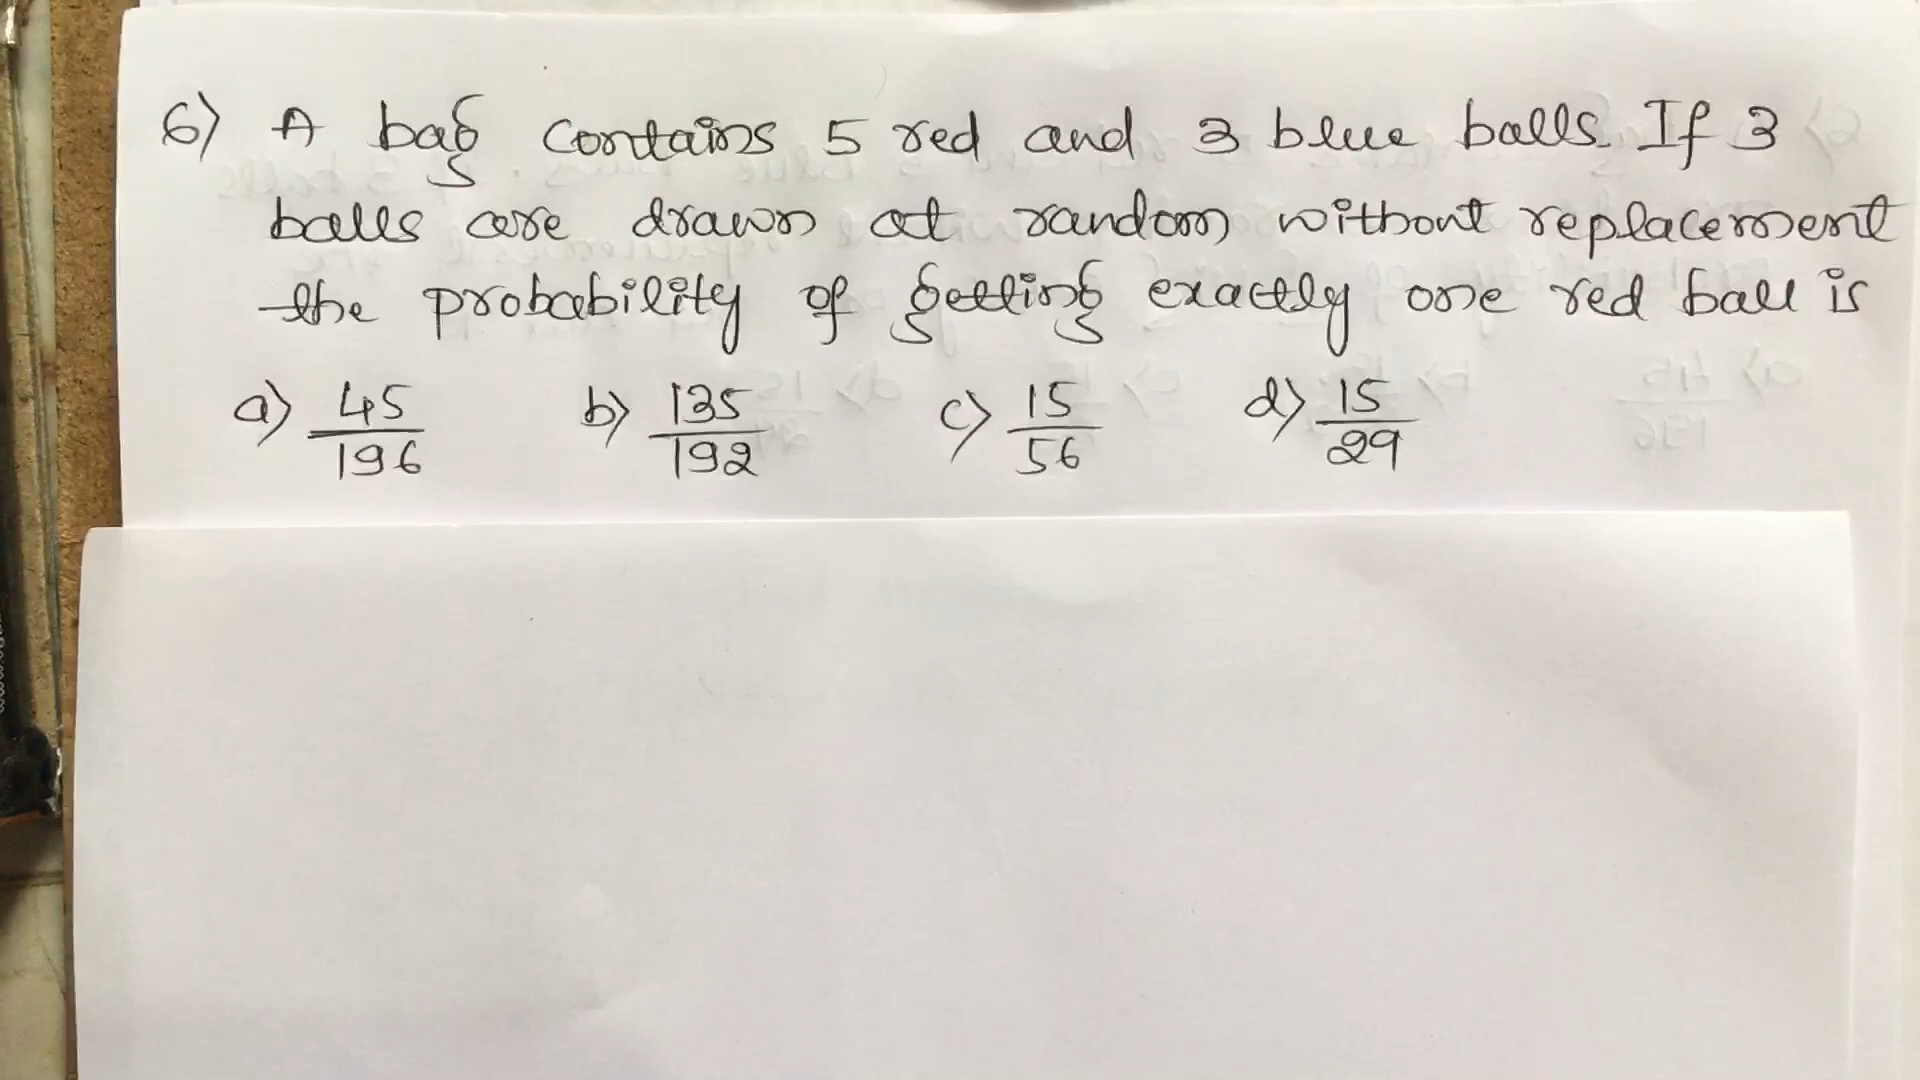 6) A bag contains 5 red and 3 blue balls. If 3
balls are drawn at random without replacement
the probability of getting exactly one red ball is
a) 45/196 b) 135/192 c) 15/56 d) 15/29